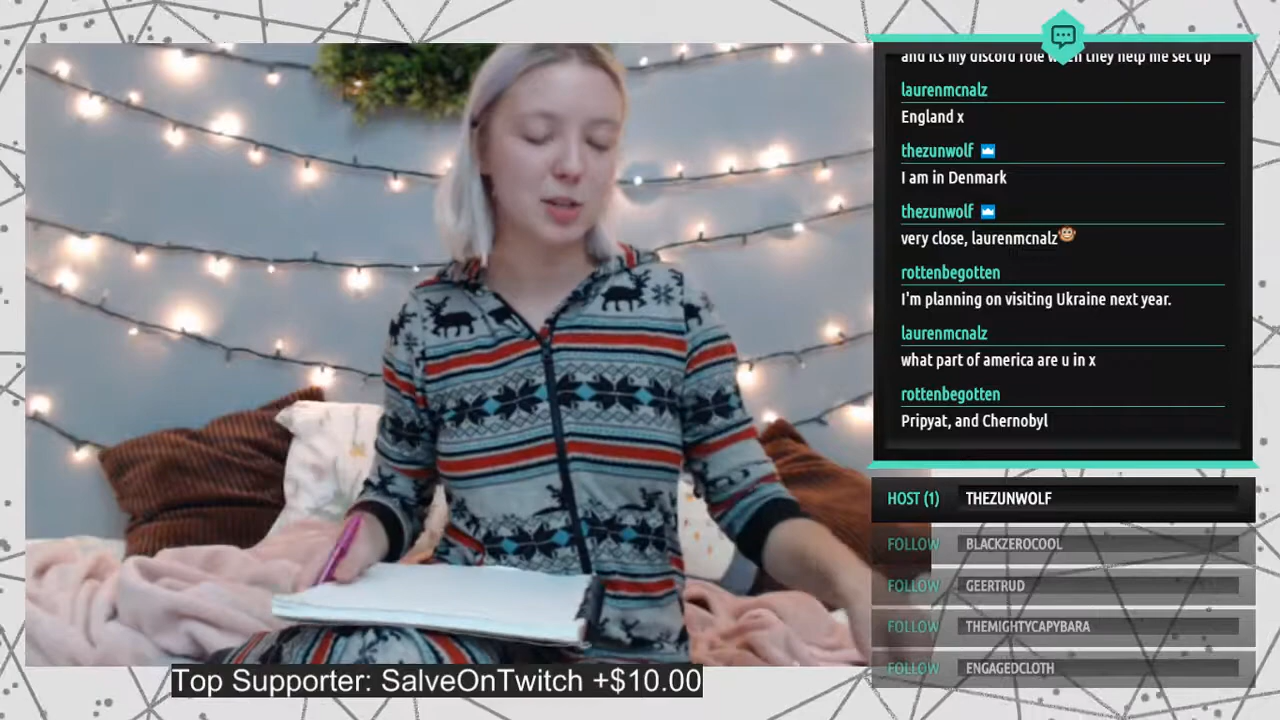 and its my discord role when they help me set up
laurenmcnalz
England x
thezunwolf
I am in Denmark
thezunwolf
very close, laurenmcnalz
rottenbegotten
I'm planning on visiting Ukraine next year.
laurenmcnalz
what part of america are u in x
rottenbegotten
Pripyat, and Chernobyl
HOST (1) THEZUNWOLF
FOLLOW BLACKZEROCOOL
FOLLOW GEERTRUD
FOLLOW THEMIGHTYCAPYBARA
FOLLOW ENGAGEDCLOTH
Top Supporter: SalveOnTwitch +$10.00